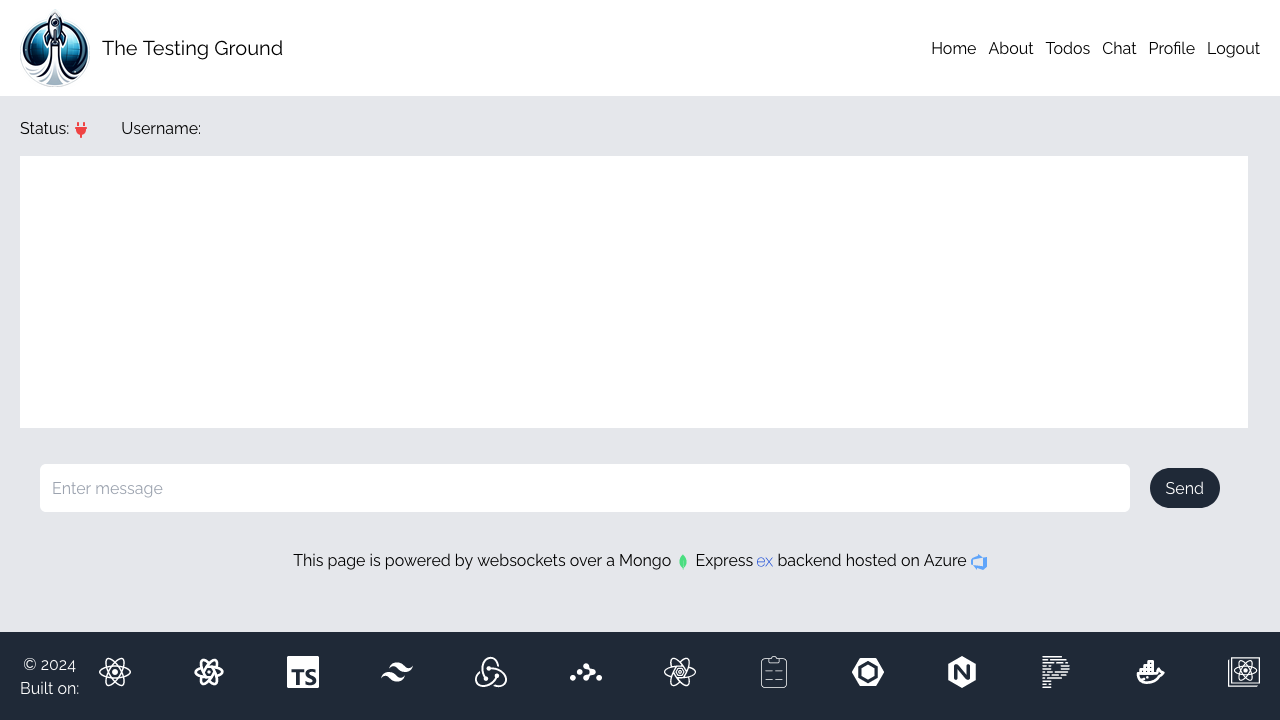 The Testing Ground
Home About Todos Chat Profile Logout
Status: Username:
Enter message
Send
This page is powered by websockets over a Mongo Express ex backend hosted on Azure
© 2024
Built on:
TS